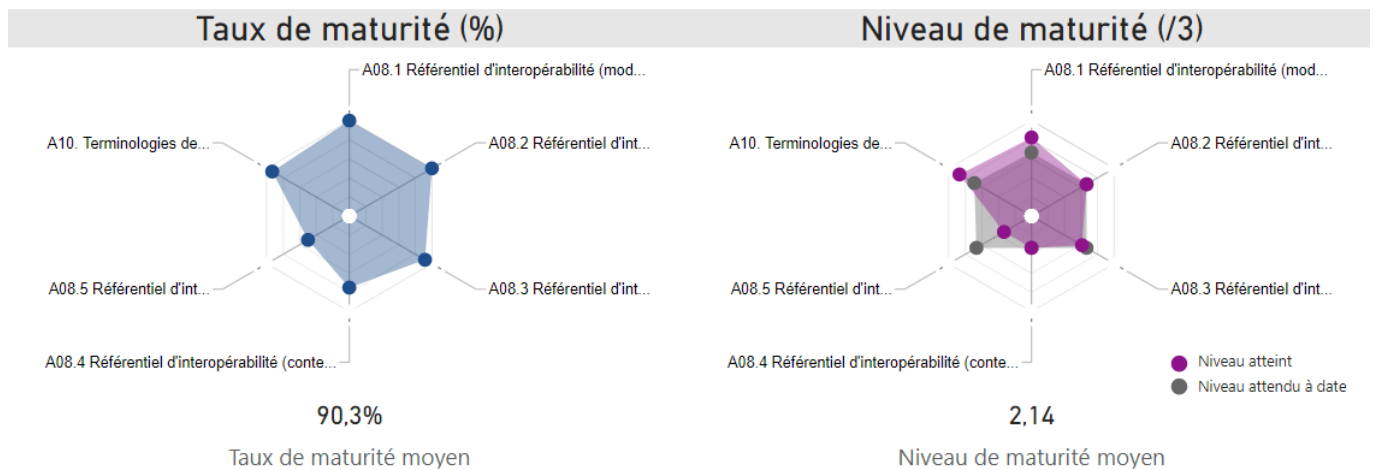 Taux de maturité (%)
A08.1 Référentiel d'interopérabilité (mod...
A10. Terminologies de...
A08.2 Référentiel d'int...
A08.5 Référentiel d'int...
A08.3 Référentiel d'int...
A08.4 Référentiel d'interopérabilité (conte...
90,3%
Taux de maturité moyen
Niveau de maturité (/3)
A08.1 Référentiel d'interopérabilité (mod...
A10. Terminologies de...
A08.2 Référentiel d'int...
A08.5 Référentiel d'int...
A08.3 Référentiel d'int...
A08.4 Référentiel d'interopérabilité (conte...
Niveau atteint
Niveau attendu à date
2,14
Niveau de maturité moyen